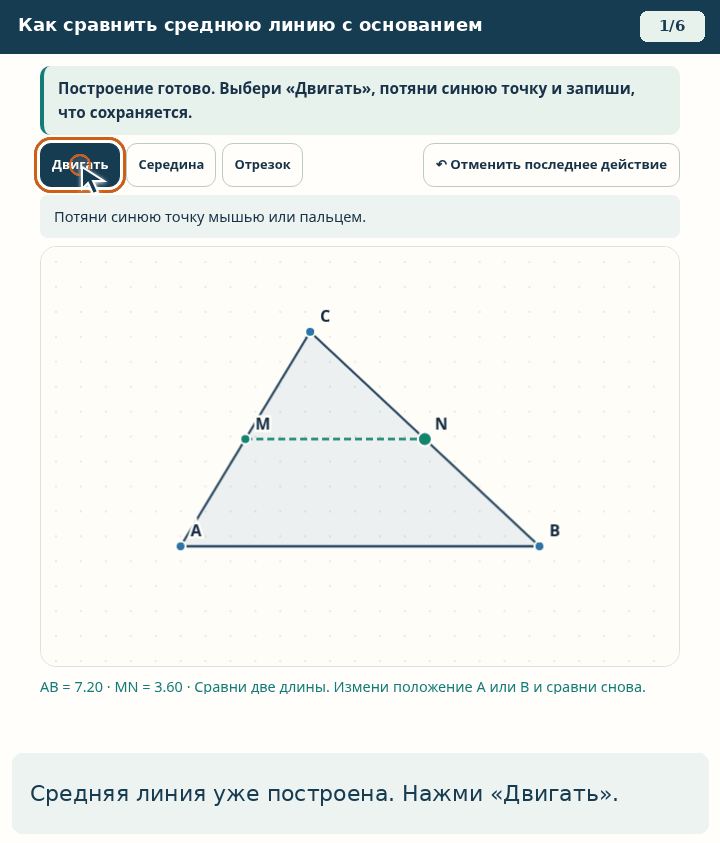 Как сравнить среднюю линию с основанием
1/6
Построение готово. Выбери «Двигать», потяни синюю точку и запиши,
что сохраняется.
Двигать
Середина
Отрезок
↶ Отменить последнее действие
Потяни синюю точку мышью или пальцем.
C
M
N
A
B
AB = 7.20 · MN = 3.60 · Сравни две длины. Измени положение A или B и сравни снова.
Средняя линия уже построена. Нажми «Двигать».